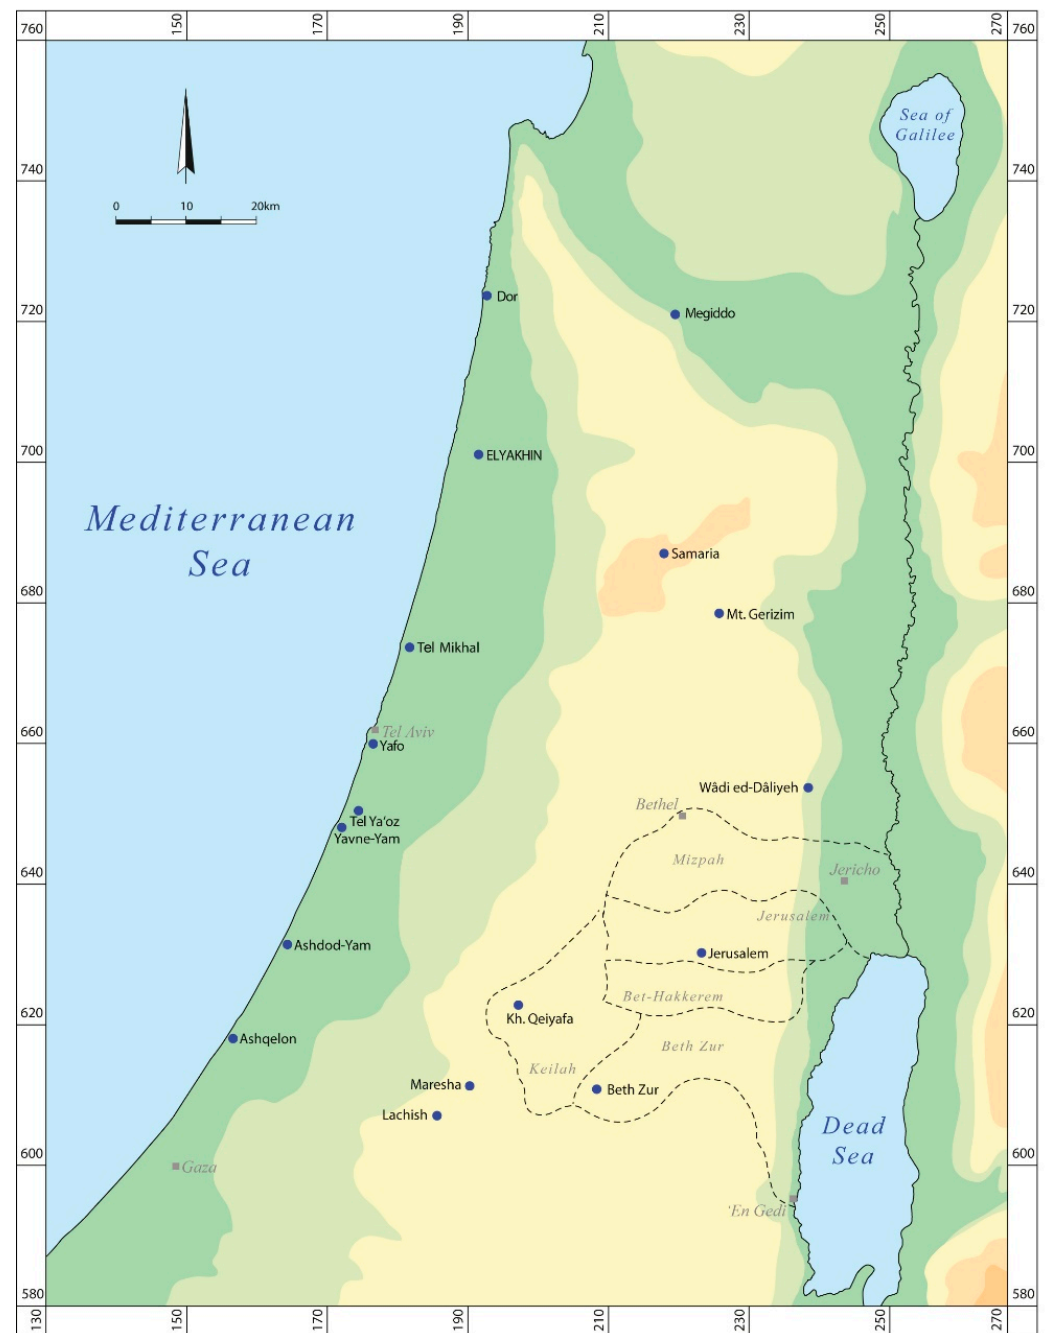 150 170 190 210 230 250 270
760 760
Sea of
Galilee
740 740
0 10 20km
Dor
720 720
Megiddo
700 700
ELYAKHIN
Mediterranean
Sea
Samaria
680 680
Mt. Gerizim
Tel Mikhal
Tel Aviv
660 660
Yafo
Wâdi ed-Dâliyeh
Bethel
Tel Ya'oz
Yavne-Yam
Mizpah
Jericho
640 640
Jerusalem
Ashdod-Yam
Jerusalem
Bet-Hakkerem
Kh. Qeiyafa
620 620
Ashqelon
Beth Zur
Keilah
Maresha
Beth Zur
Lachish
Dead
Sea
600 600
Gaza
'En Gedi
580 580
130 150 170 190 210 230 250 270